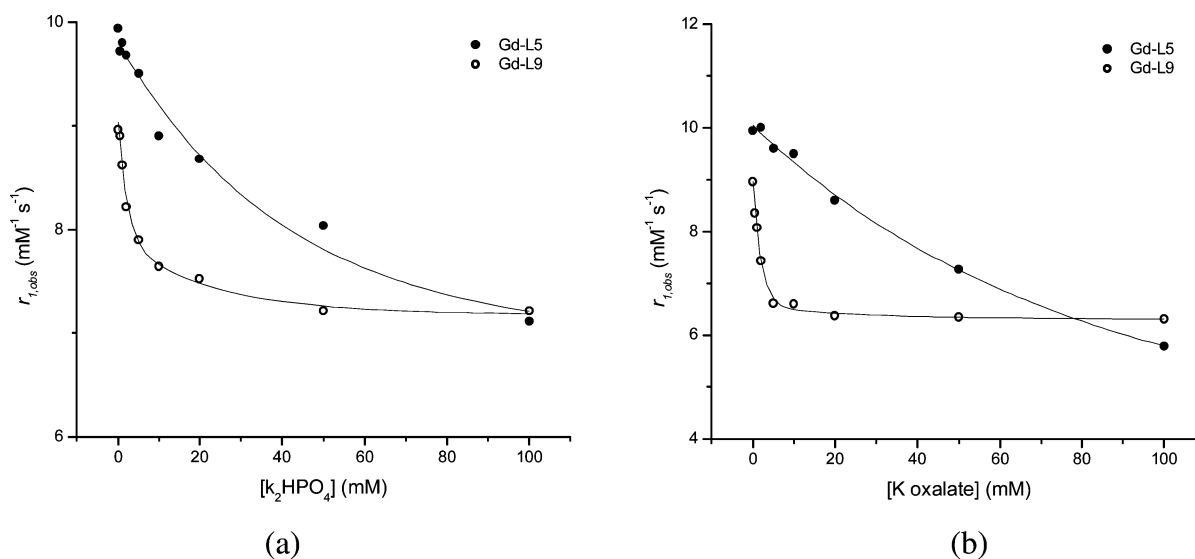 10
8
6
r1,obs (mM-1 s-1)
Gd-L5
Gd-L9
0 20 40 60 80 100
[k2HPO4] (mM)
(a)
12
10
8
6
4
r1,obs (mM-1 s-1)
Gd-L5
Gd-L9
0 20 40 60 80 100
[K oxalate] (mM)
(b)